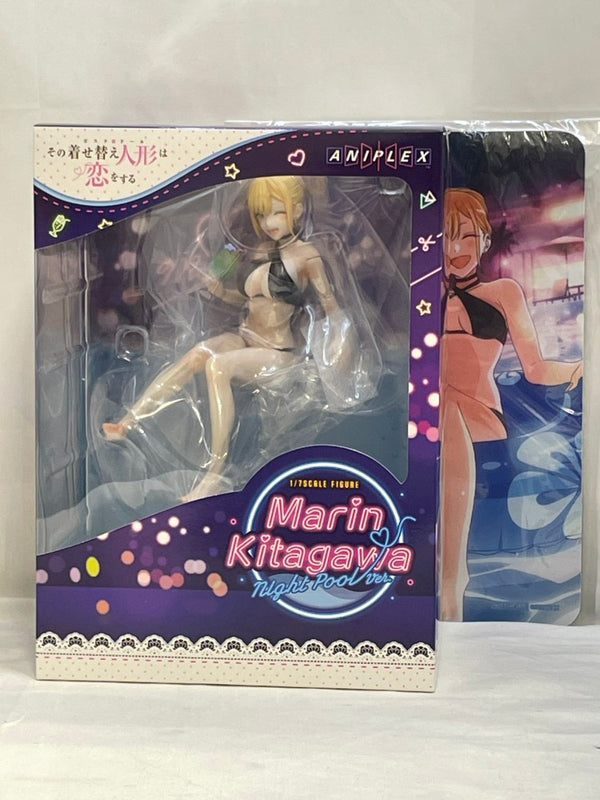 その着せ替え人形は
恋をする
ANIPLEX
1/7SCALE FIGURE
Marin
Kitagawa
Night Pool Ver.